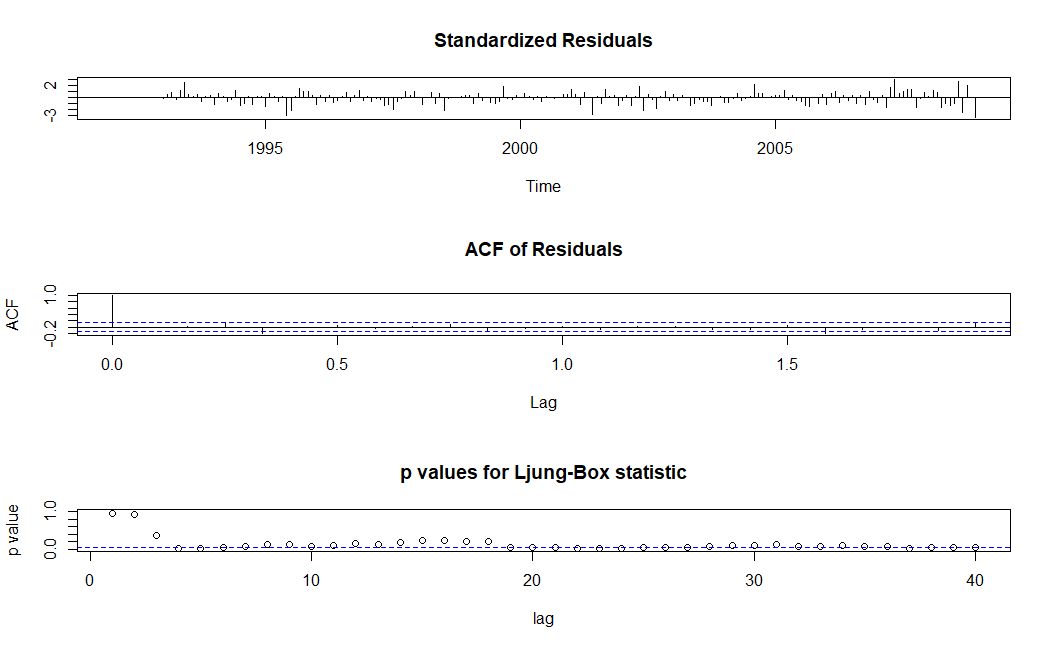 Standardized Residuals
2
-3
1995 2000 2005
Time
ACF of Residuals
ACF
1.0
-0.2
0.0 0.5 1.0 1.5
Lag
p values for Ljung-Box statistic
p value
1.0
0.0
0 10 20 30 40
lag